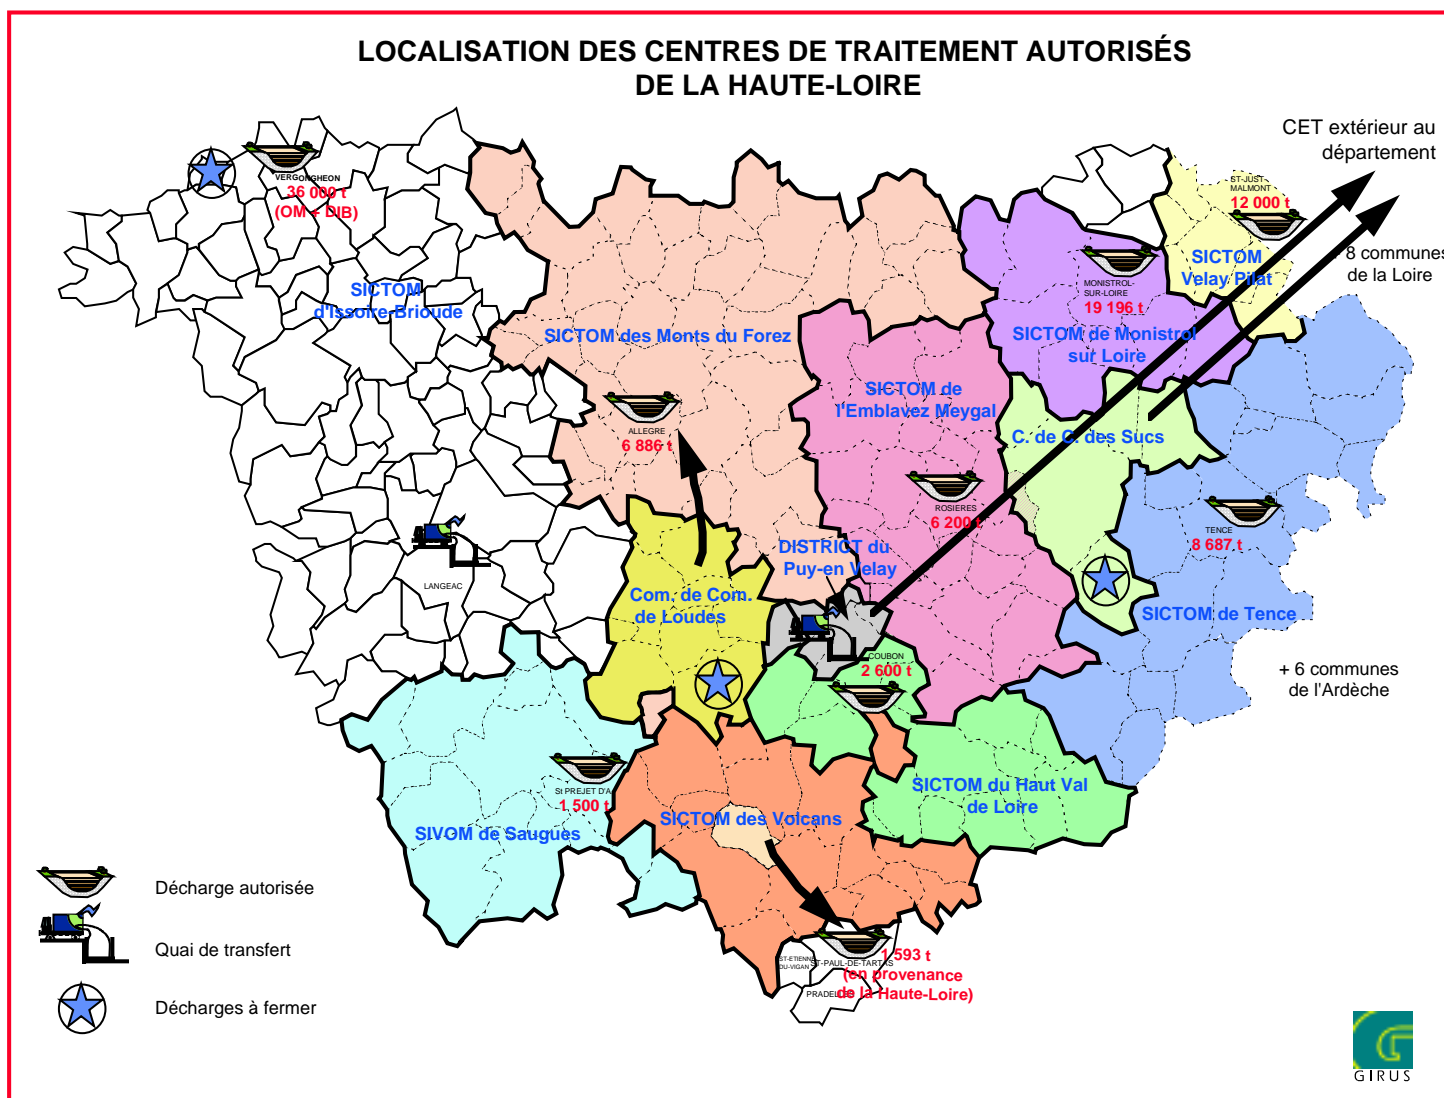 LOCALISATION DES CENTRES DE TRAITEMENT AUTORISÉS
DE LA HAUTE-LOIRE
CET extérieur au
département
VERGONGHEON
36 000 t
(OM + DIB)
ST-JUST-
MALMONT
12 000 t
SICTOM
Velay Pilat
8 communes
de la Loire
MONISTROL-
SUR-LOIRE
19 196 t
SICTOM de Monistrol
sur Loire
SICTOM
d'Issoire-Brioude
SICTOM des Monts du Forez
SICTOM de
l'Emblavez Meygal
ALLEGRE
6 886 t
C. de C. des Sucs
ROSIERES
6 200 t
TENCE
8 687 t
DISTRICT du
Puy-en Velay
LANGEAC
Com. de Com.
de Loudes
SICTOM de Tence
COUBON
2 600 t
+ 6 communes
de l'Ardèche
St PREJET D'A
1 500 t
SIVOM de Saugues
SICTOM des Volcans
SICTOM du Haut Val
de Loire
ST-ETIENNE
DU-VIGAN
ST-PAUL-DE-TARTAS
1 593 t
(en provenance
de la Haute-Loire)
PRADELLES
Décharge autorisée
Quai de transfert
Décharges à fermer
GIRUS